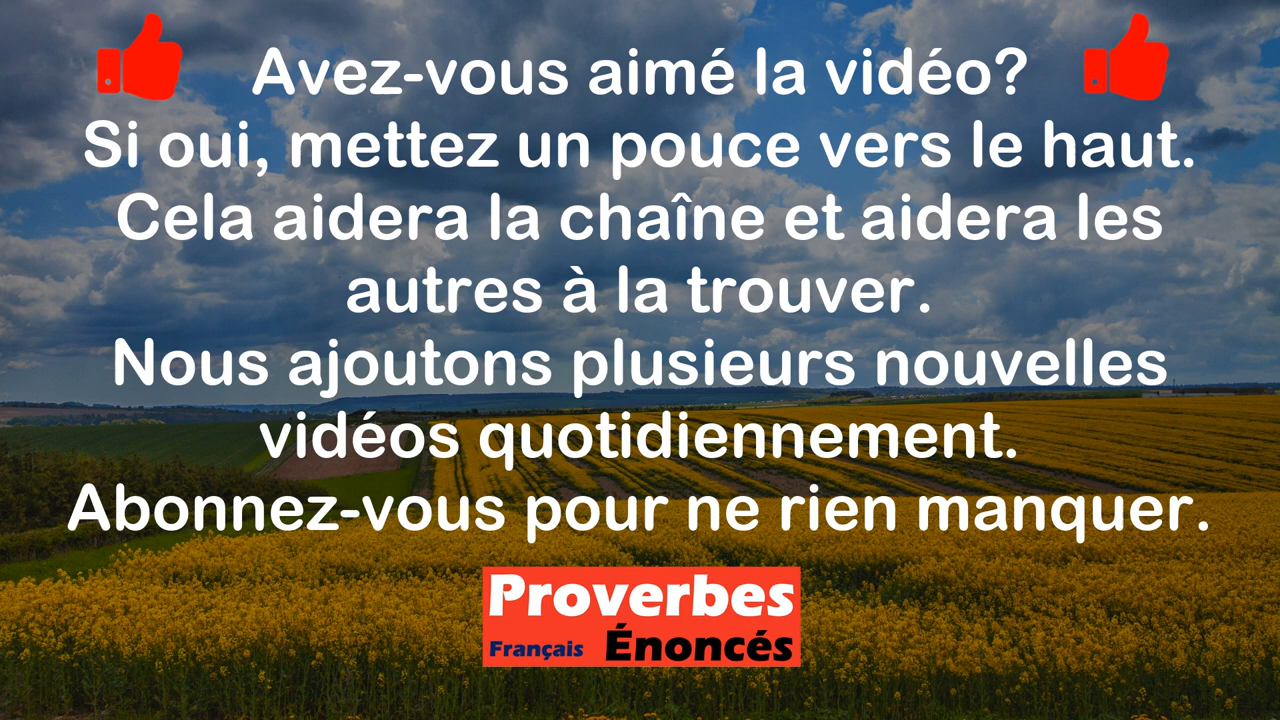 Avez-vous aimé la vidéo?
Si oui, mettez un pouce vers le haut.
Cela aidera la chaîne et aidera les
autres à la trouver.
Nous ajoutons plusieurs nouvelles
vidéos quotidiennement.
Abonnez-vous pour ne rien manquer.
Proverbes
Français Énoncés